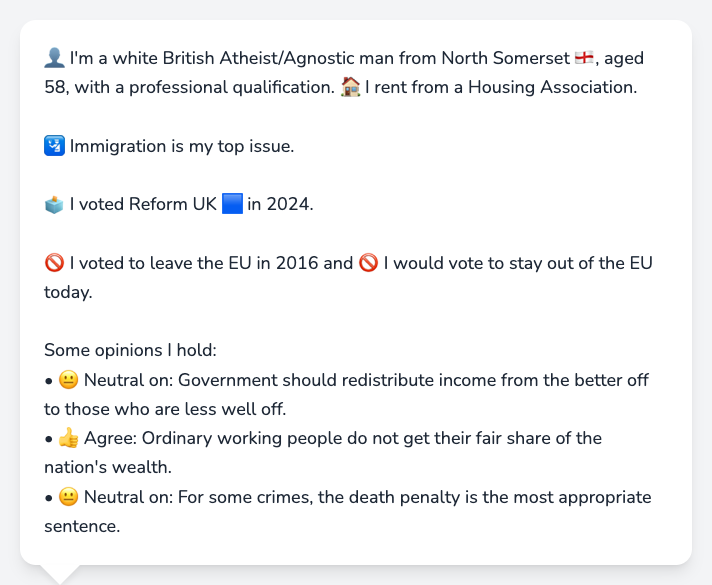 👤 I'm a white British Atheist/Agnostic man from North Somerset 🏴󠁧󠁢󠁥󠁮󠁧󠁿, aged
58, with a professional qualification. 🏠 I rent from a Housing Association.
🛂 Immigration is my top issue.
🗳️ I voted Reform UK 🟦 in 2024.
🚫 I voted to leave the EU in 2016 and 🚫 I would vote to stay out of the EU
today.
Some opinions I hold:
• 😐 Neutral on: Government should redistribute income from the better off
to those who are less well off.
• 👍 Agree: Ordinary working people do not get their fair share of the
nation's wealth.
• 😐 Neutral on: For some crimes, the death penalty is the most appropriate
sentence.